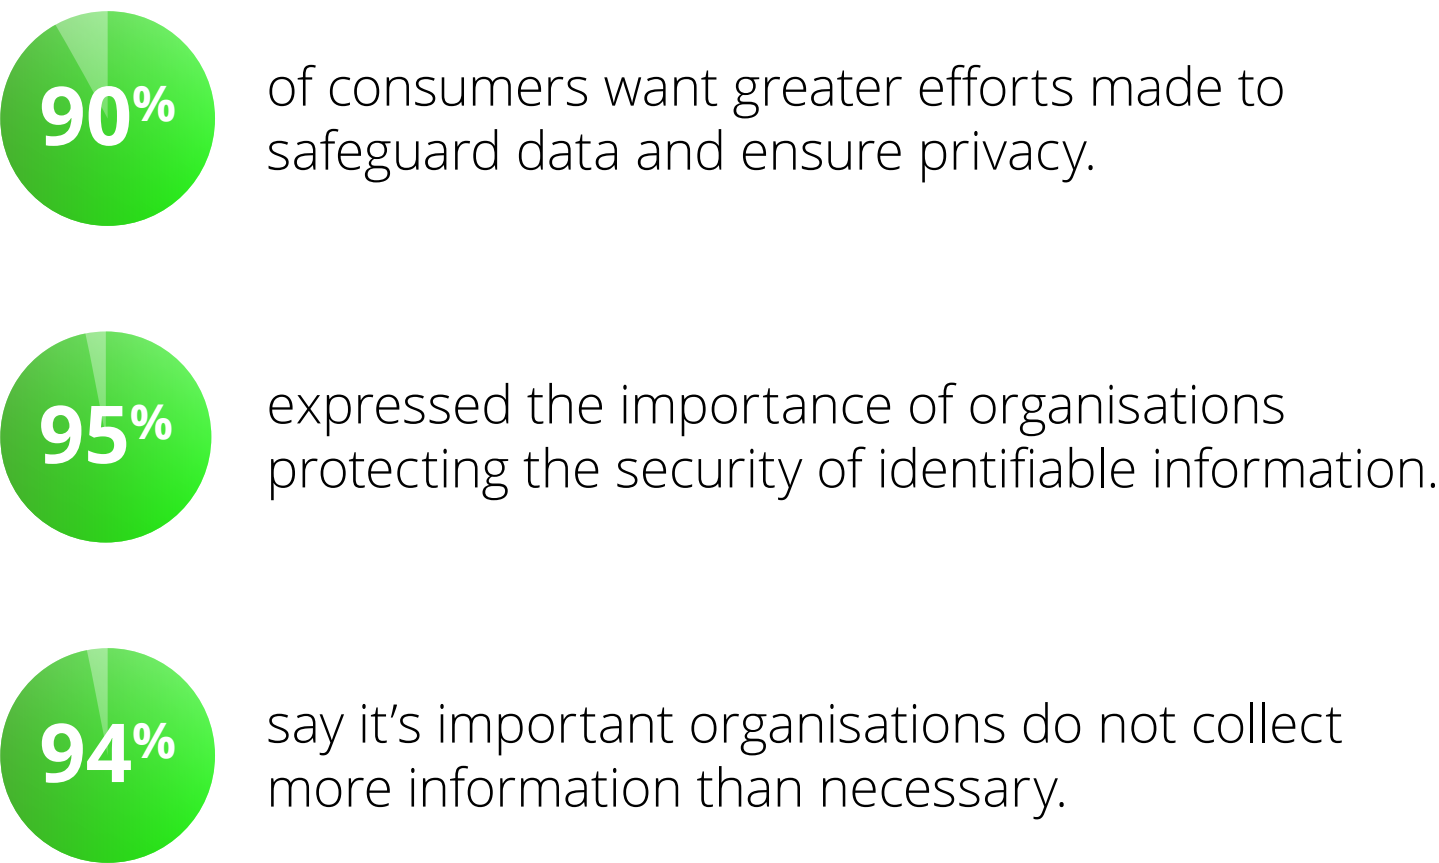 90%
of consumers want greater efforts made to
safeguard data and ensure privacy.
95%
expressed the importance of organisations
protecting the security of identifiable information.
94%
say it’s important organisations do not collect
more information than necessary.